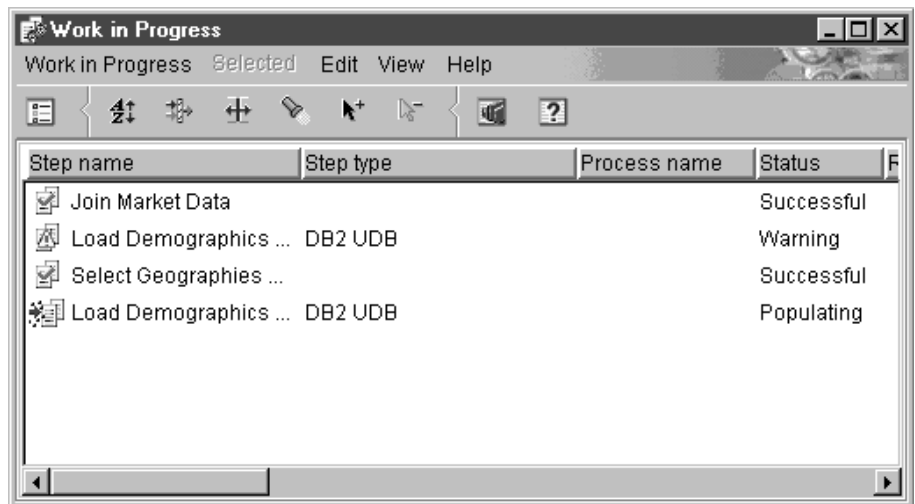 Work in Progress
Work in Progress Selected Edit View Help
Step name Step type Process name Status R
Join Market Data Successful
Load Demographics ... DB2 UDB Warning
Select Geographies ... Successful
Load Demographics ... DB2 UDB Populating